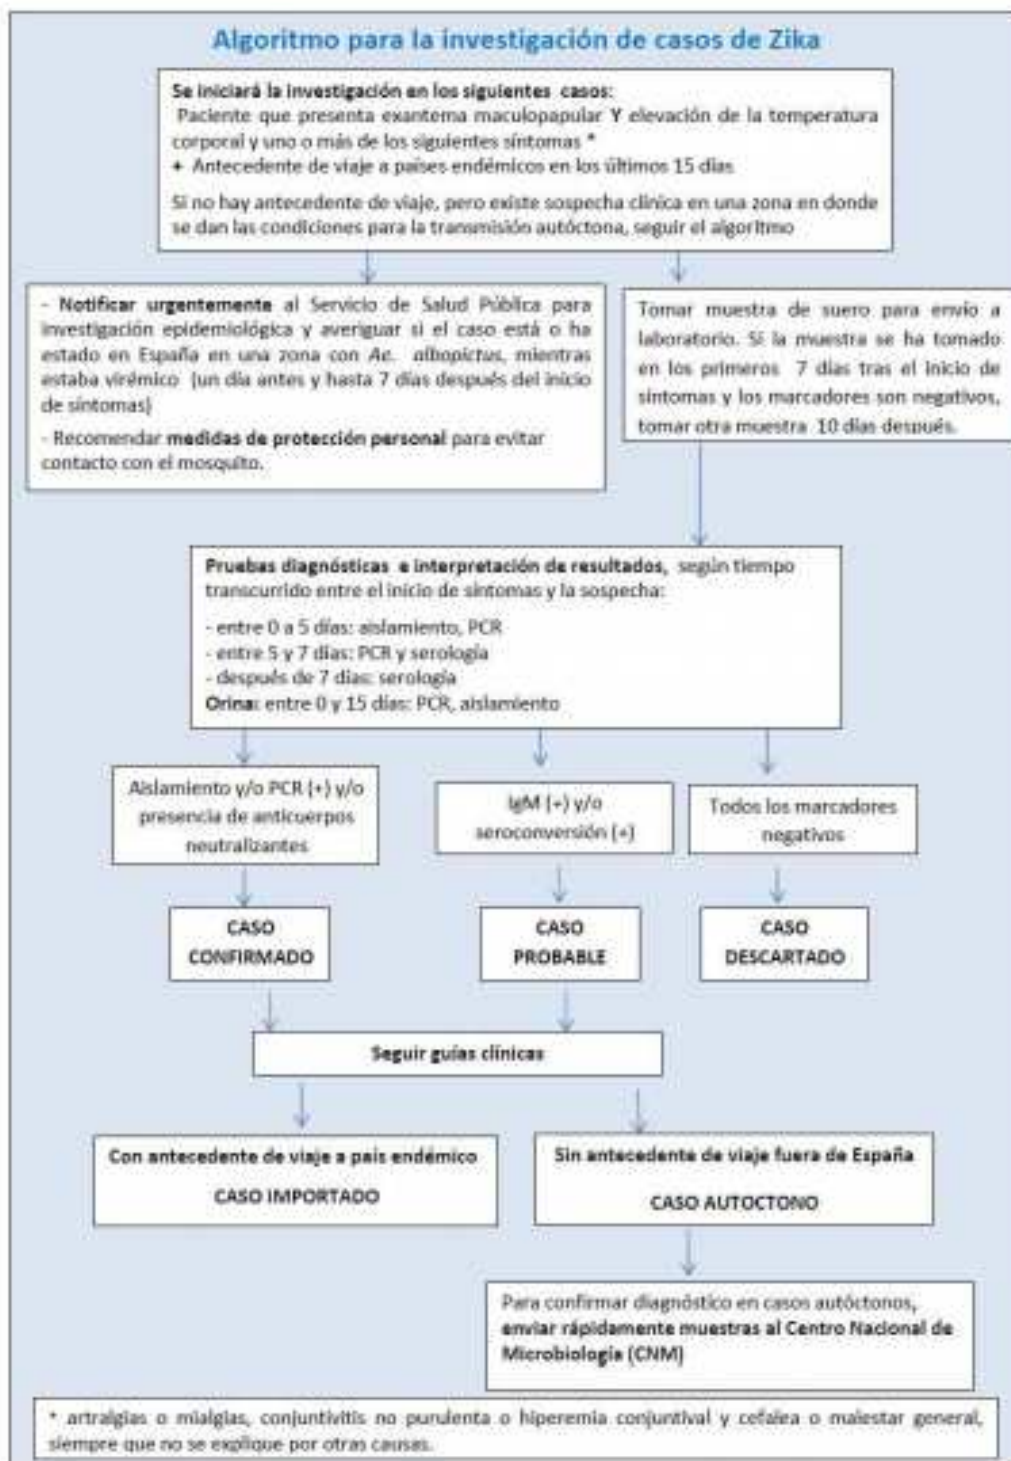 Algoritmo para la investigación de casos de Zika
Se iniciará la investigación en los siguientes casos:
Paciente que presenta exantema maculopapular Y elevación de la temperatura
corporal y uno o más de los siguientes síntomas *
+ Antecedente de viaje a países endémicos en los últimos 15 días
Si no hay antecedente de viaje, pero existe sospecha clínica en una zona en donde
se dan las condiciones para la transmisión autóctona, seguir el algoritmo
- Notificar urgentemente al Servicio de Salud Pública para
investigación epidemiológica y averiguar si el caso está o ha
estado en España en una zona con Ae. albopictus, mientras
estaba virémico (un día antes y hasta 7 días después del inicio
de síntomas)
- Recomendar medidas de protección personal para evitar
contacto con el mosquito.
Tomar muestra de suero para envío a
laboratorio. Si la muestra se ha tomado
en los primeros 7 días tras el inicio de
síntomas y los marcadores son negativos,
tomar otra muestra 10 días después.
Pruebas diagnósticas e interpretación de resultados, según tiempo
transcurrido entre el inicio de síntomas y la sospecha:
- entre 0 a 5 días: aislamiento, PCR
- entre 5 y 7 días: PCR y serología
- después de 7 días: serología
Orina: entre 0 y 15 días: PCR, aislamiento
Aislamiento y/o PCR (+) y/o
presencia de anticuerpos
neutralizantes
IgM (+) y/o
seroconversión (+)
Todos los marcadores
negativos
CASO
CONFIRMADO
CASO
PROBABLE
CASO
DESCARTADO
Seguir guías clínicas
Con antecedente de viaje a país endémico
CASO IMPORTADO
Sin antecedente de viaje fuera de España
CASO AUTOCTONO
Para confirmar diagnóstico en casos autóctonos,
enviar rápidamente muestras al Centro Nacional de
Microbiología (CNM)
* artralgias o mialgias, conjuntivitis no purulenta o hiperemia conjuntival y cefalea o malestar general,
siempre que no se explique por otras causas.